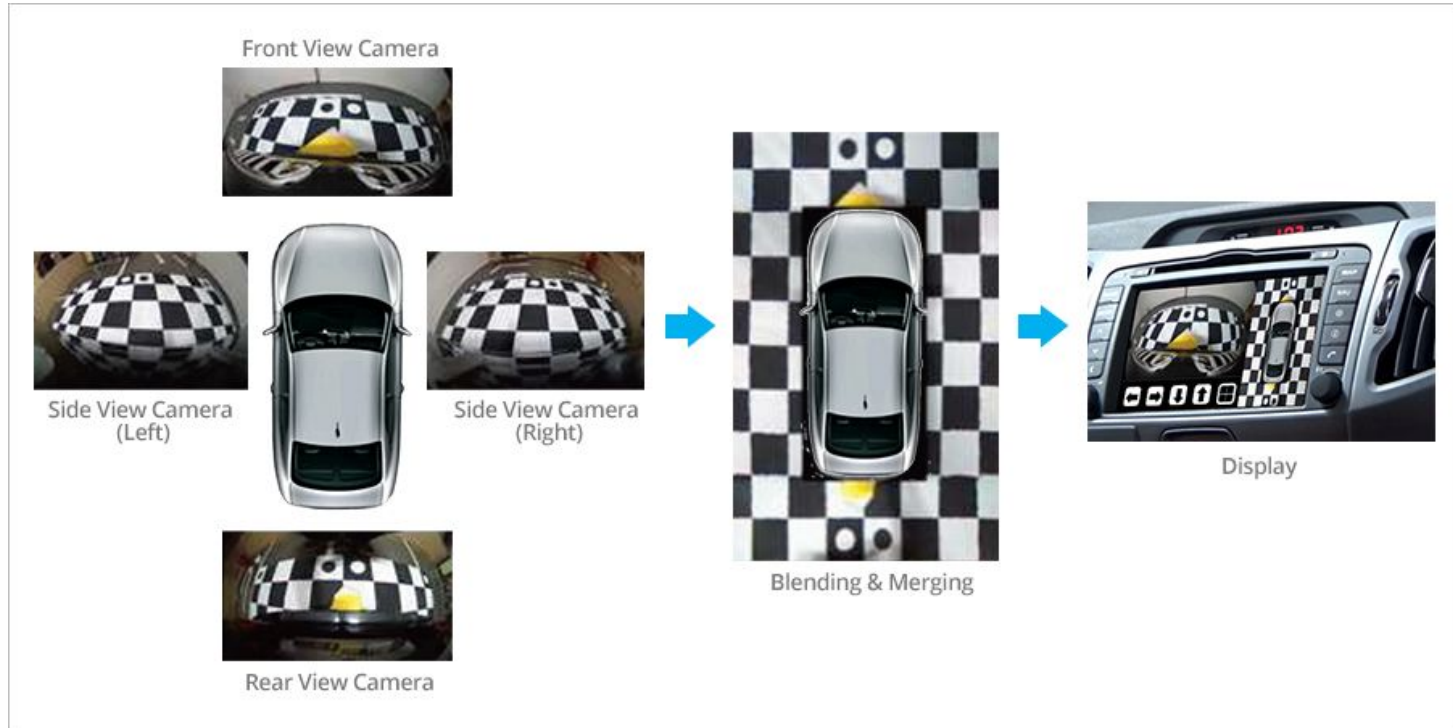 Front View Camera
Side View Camera
(Left)
Side View Camera
(Right)
Rear View Camera
Blending & Merging
Display